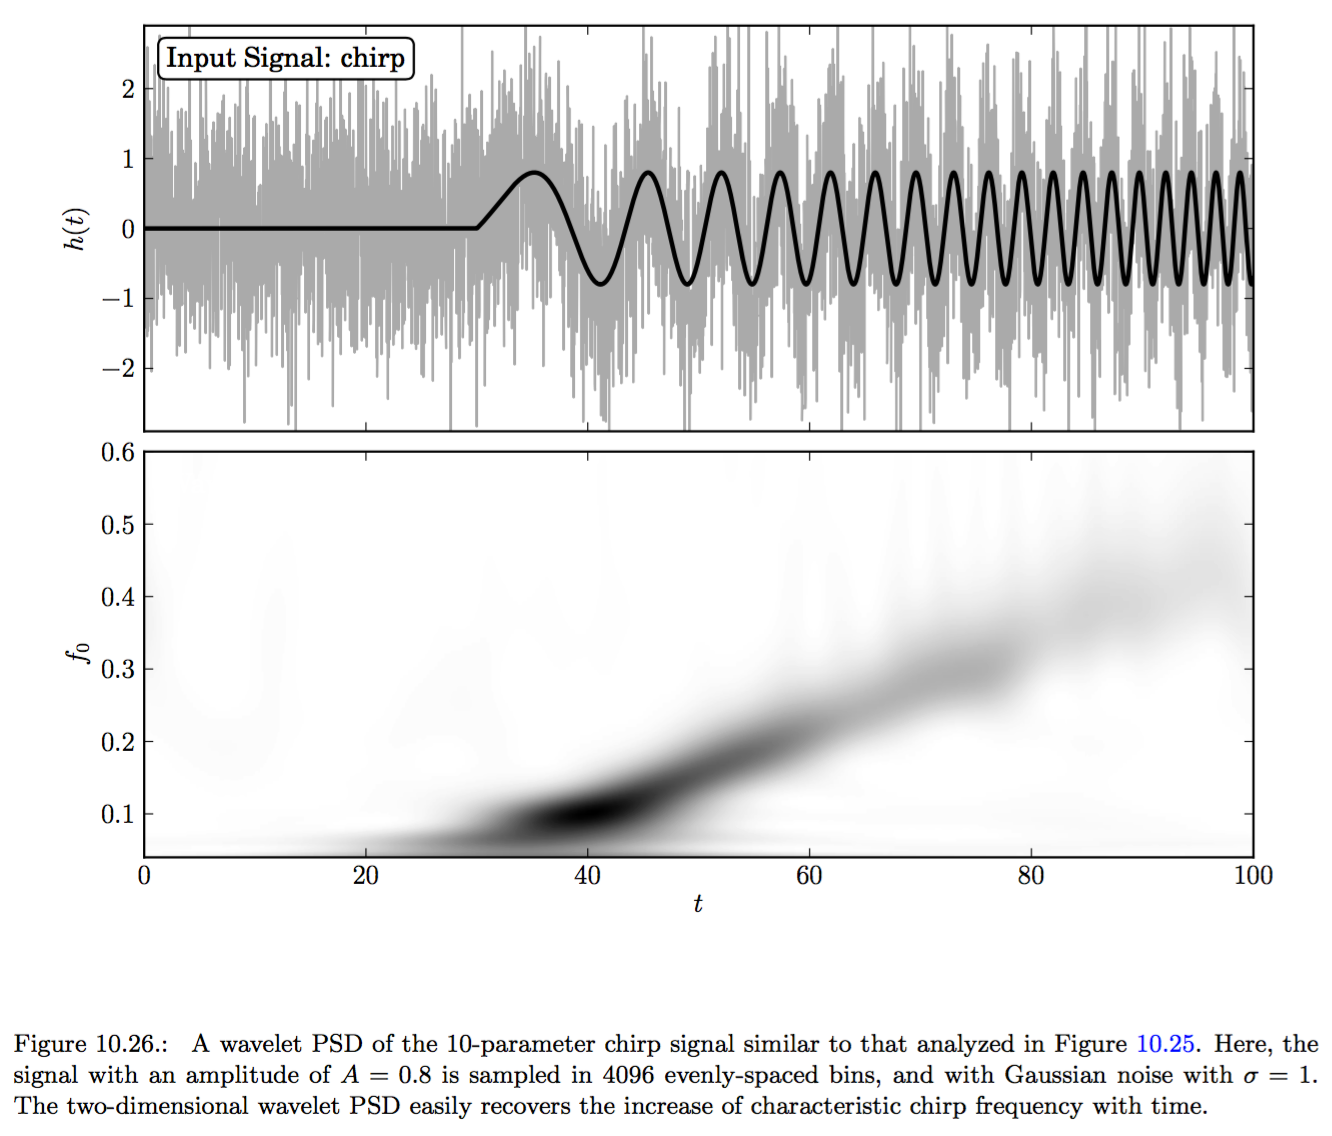 Input Signal: chirp
2
1
0
−1
−2
h(t)
0.6
0.5
0.4
0.3
0.2
0.1
f₀
0 20 40 60 80 100
t
Figure 10.26.: A wavelet PSD of the 10-parameter chirp signal similar to that analyzed in Figure 10.25. Here, the
signal with an amplitude of A = 0.8 is sampled in 4096 evenly-spaced bins, and with Gaussian noise with σ = 1.
The two-dimensional wavelet PSD easily recovers the increase of characteristic chirp frequency with time.